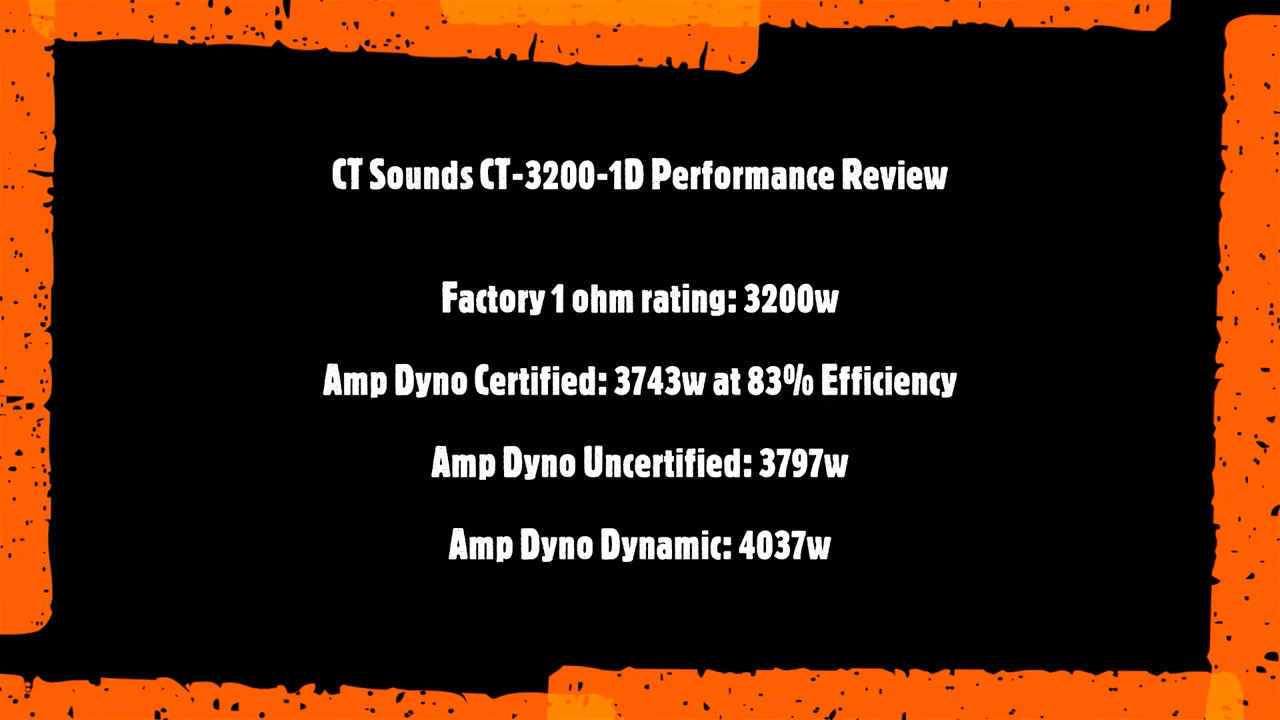 CT Sounds CT-3200-1D Performance Review
Factory 1 ohm rating: 3200w
Amp Dyno Certified: 3743w at 83% Efficiency
Amp Dyno Uncertified: 3797w
Amp Dyno Dynamic: 4037w